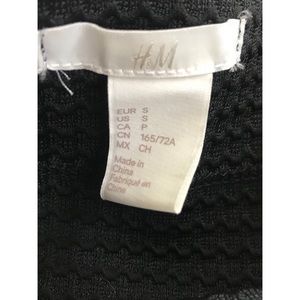 H&M
EUR S
US S
CA P
CN 165/72A
MX CH
Made in
China
Fabriqué en
Chine